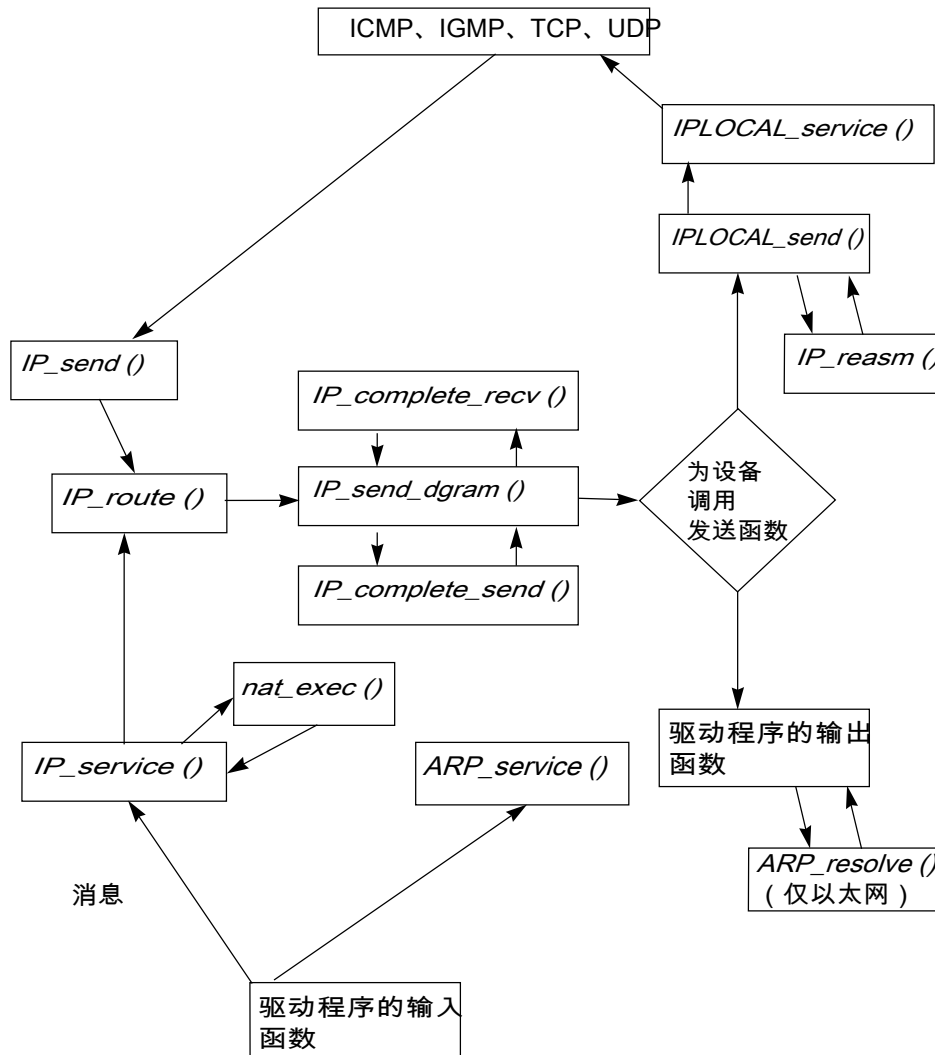 ICMP、IGMP、TCP、UDP
IPLOCAL_service ()
IPLOCAL_send ()
IP_send ()
IP_reasm ()
IP_complete_recv ()
IP_route ()
IP_send_dgram ()
为设备
调用
发送函数
IP_complete_send ()
nat_exec ()
IP_service ()
ARP_service ()
驱动程序的输出
函数
ARP_resolve ()
（仅以太网）
消息
驱动程序的输入
函数